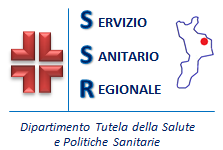 SERVIZIO
SANITARIO
REGIONALE
Dipartimento Tutela della Salute
e Politiche Sanitarie